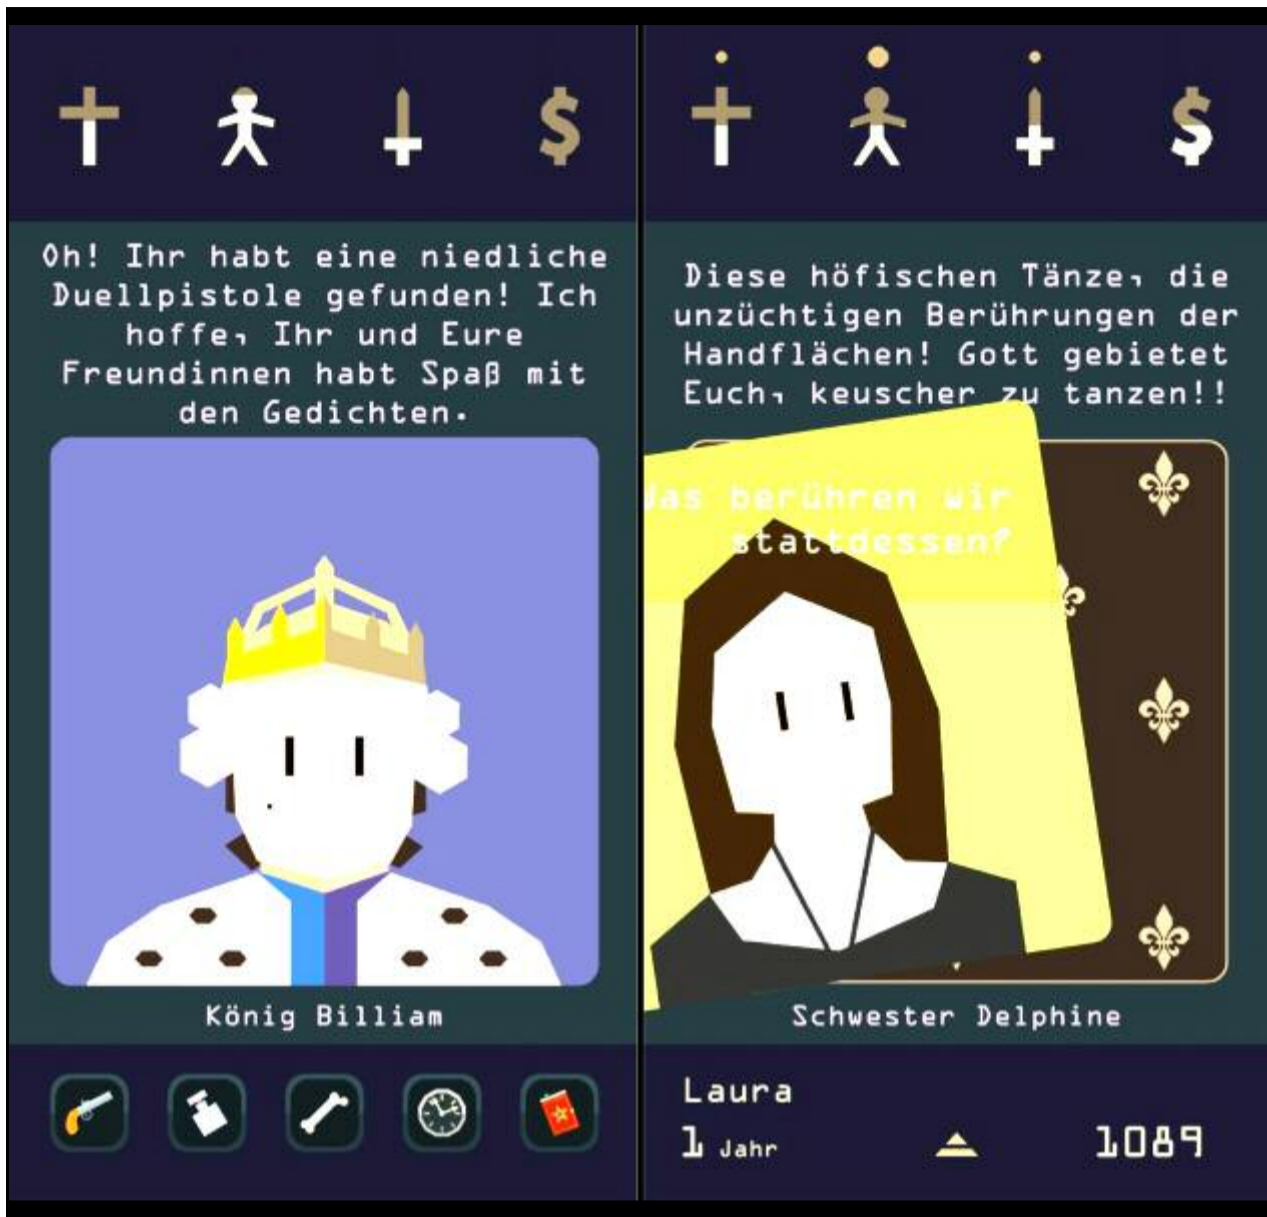 Oh! Ihr habt eine niedliche
Duellpistole gefunden! Ich
hoffe, Ihr und Eure
Freundinnen habt Spaß mit
den Gedichten.
König Billiam
Diese höfischen Tänze, die
unzüchtigen Berührungen der
Handflächen! Gott gebietet
Euch, keuscher zu tanzen!!
Was berühren wir
stattdessen?
Schwester Delphine
Laura
1 Jahr
1089